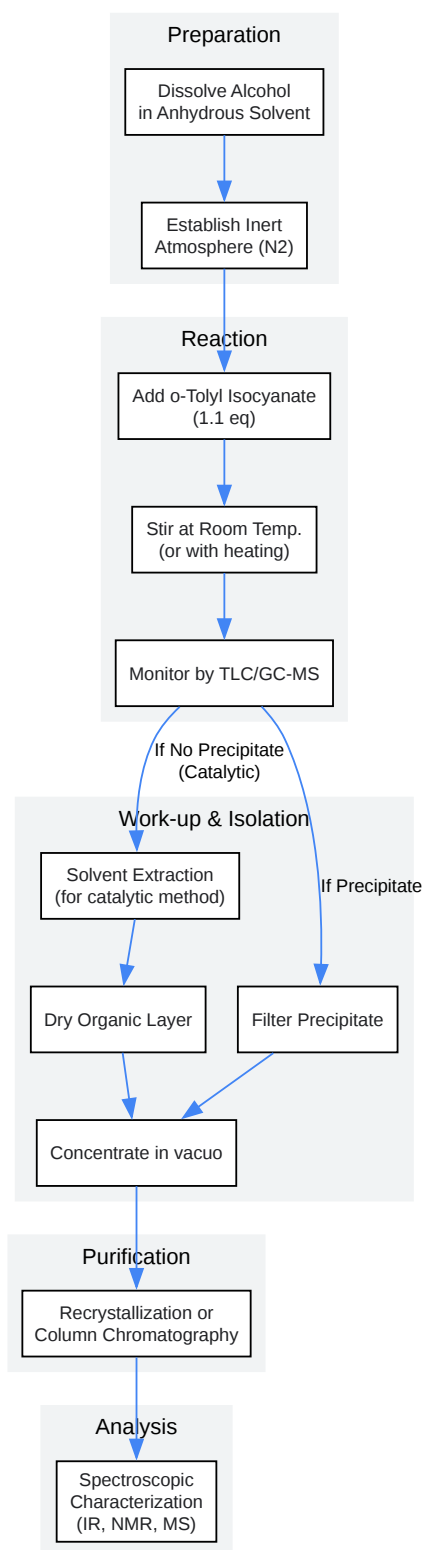 Preparation
Dissolve Alcohol
in Anhydrous Solvent
Establish Inert
Atmosphere (N2)
Reaction
Add o-Tolyl Isocyanate
(1.1 eq)
Stir at Room Temp.
(or with heating)
Monitor by TLC/GC-MS
If No Precipitate
(Catalytic)
Work-up & Isolation
Solvent Extraction
(for catalytic method)
If Precipitate
Dry Organic Layer
Filter Precipitate
Concentrate in vacuo
Purification
Recrystallization or
Column Chromatography
Analysis
Spectroscopic
Characterization
(IR, NMR, MS)